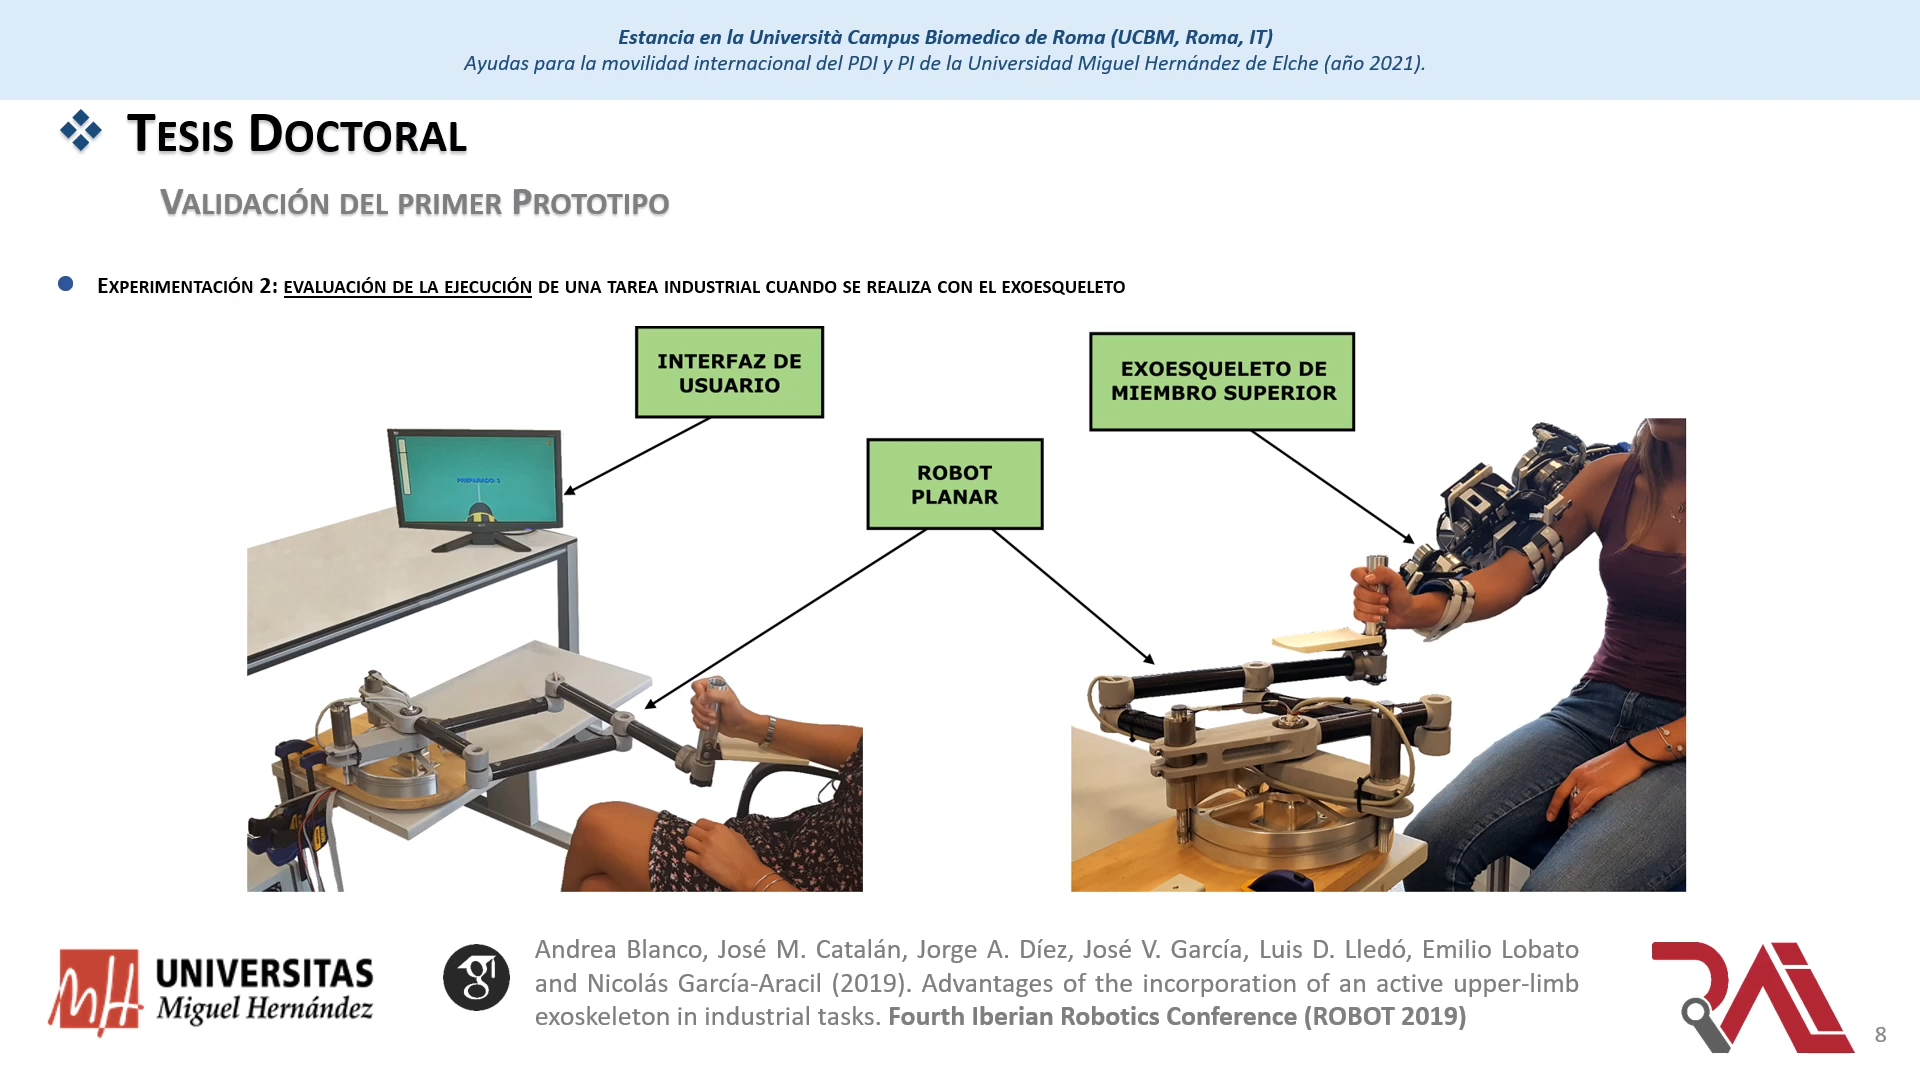 Estancia en la Università Campus Biomedico de Roma (UCBM, Roma, IT)
Ayudas para la movilidad internacional del PDI y PI de la Universidad Miguel Hernández de Elche (año 2021).
Tesis Doctoral
Validación del primer Prototipo
Experimentación 2: evaluación de la ejecución de una tarea industrial cuando se realiza con el exoesqueleto
INTERFAZ DE
USUARIO
EXOESQUELETO DE
MIEMBRO SUPERIOR
ROBOT
PLANAR
PREPARADO: 3
UNIVERSITAS
Miguel Hernández
Andrea Blanco, José M. Catalán, Jorge A. Díez, José V. García, Luis D. Lledó, Emilio Lobato
and Nicolás García-Aracil (2019). Advantages of the incorporation of an active upper-limb
exoskeleton in industrial tasks. Fourth Iberian Robotics Conference (ROBOT 2019)
8